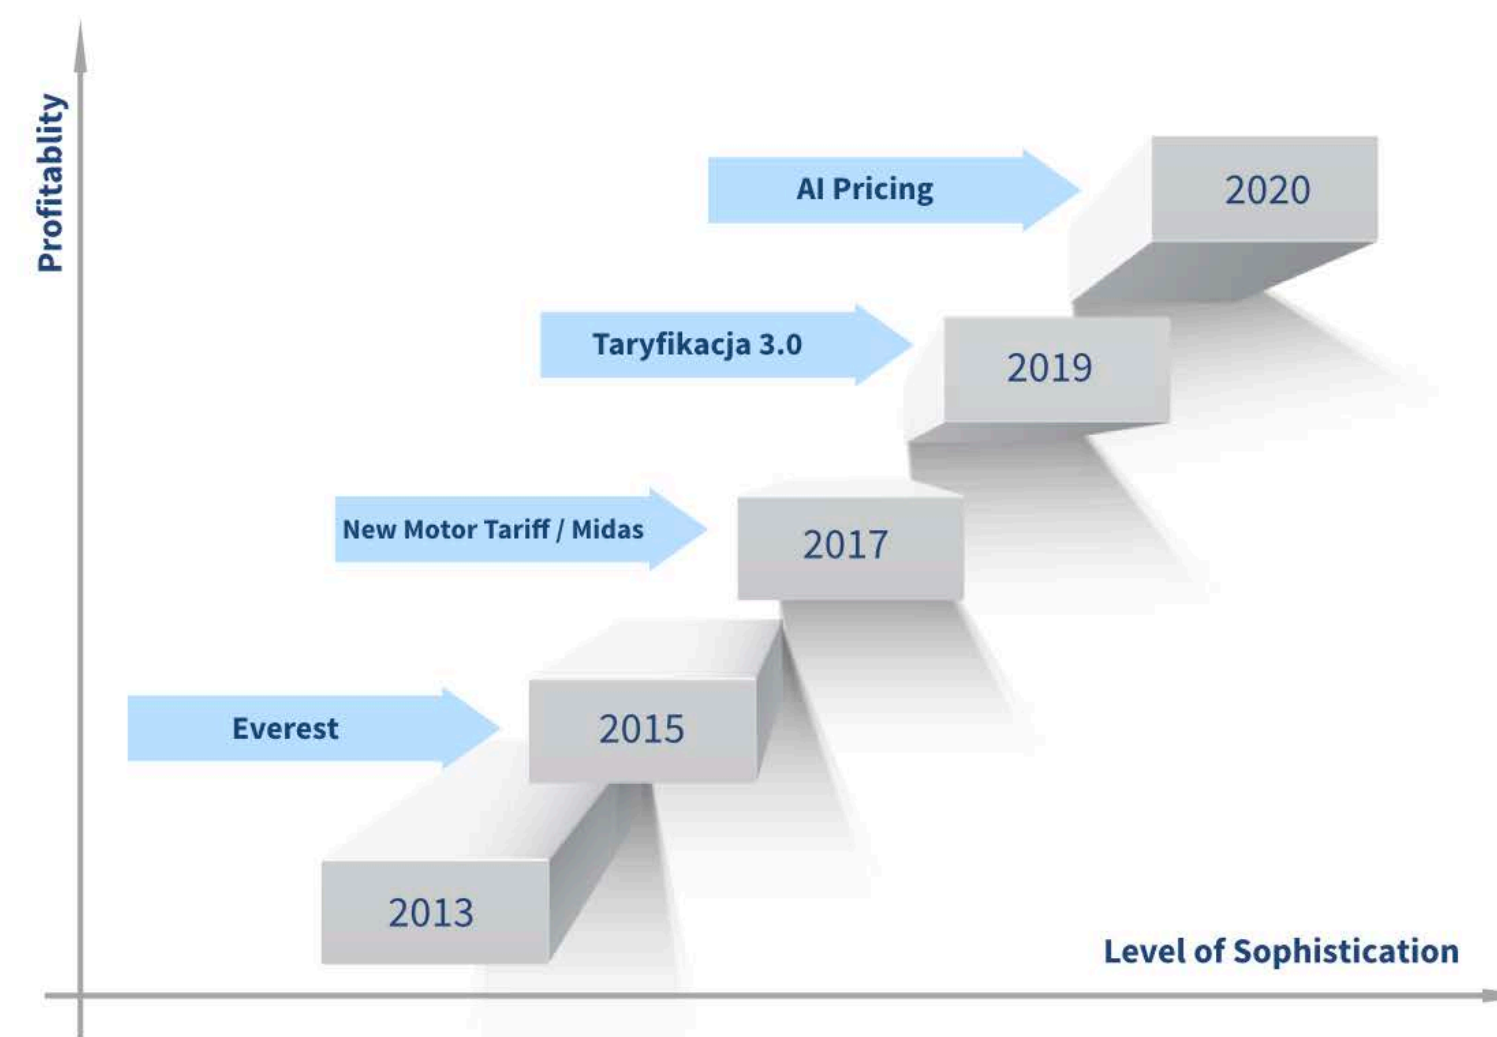 Profitablity
AI Pricing
2020
Taryfikacja 3.0
2019
New Motor Tariff / Midas
2017
Everest
2015
2013
Level of Sophistication